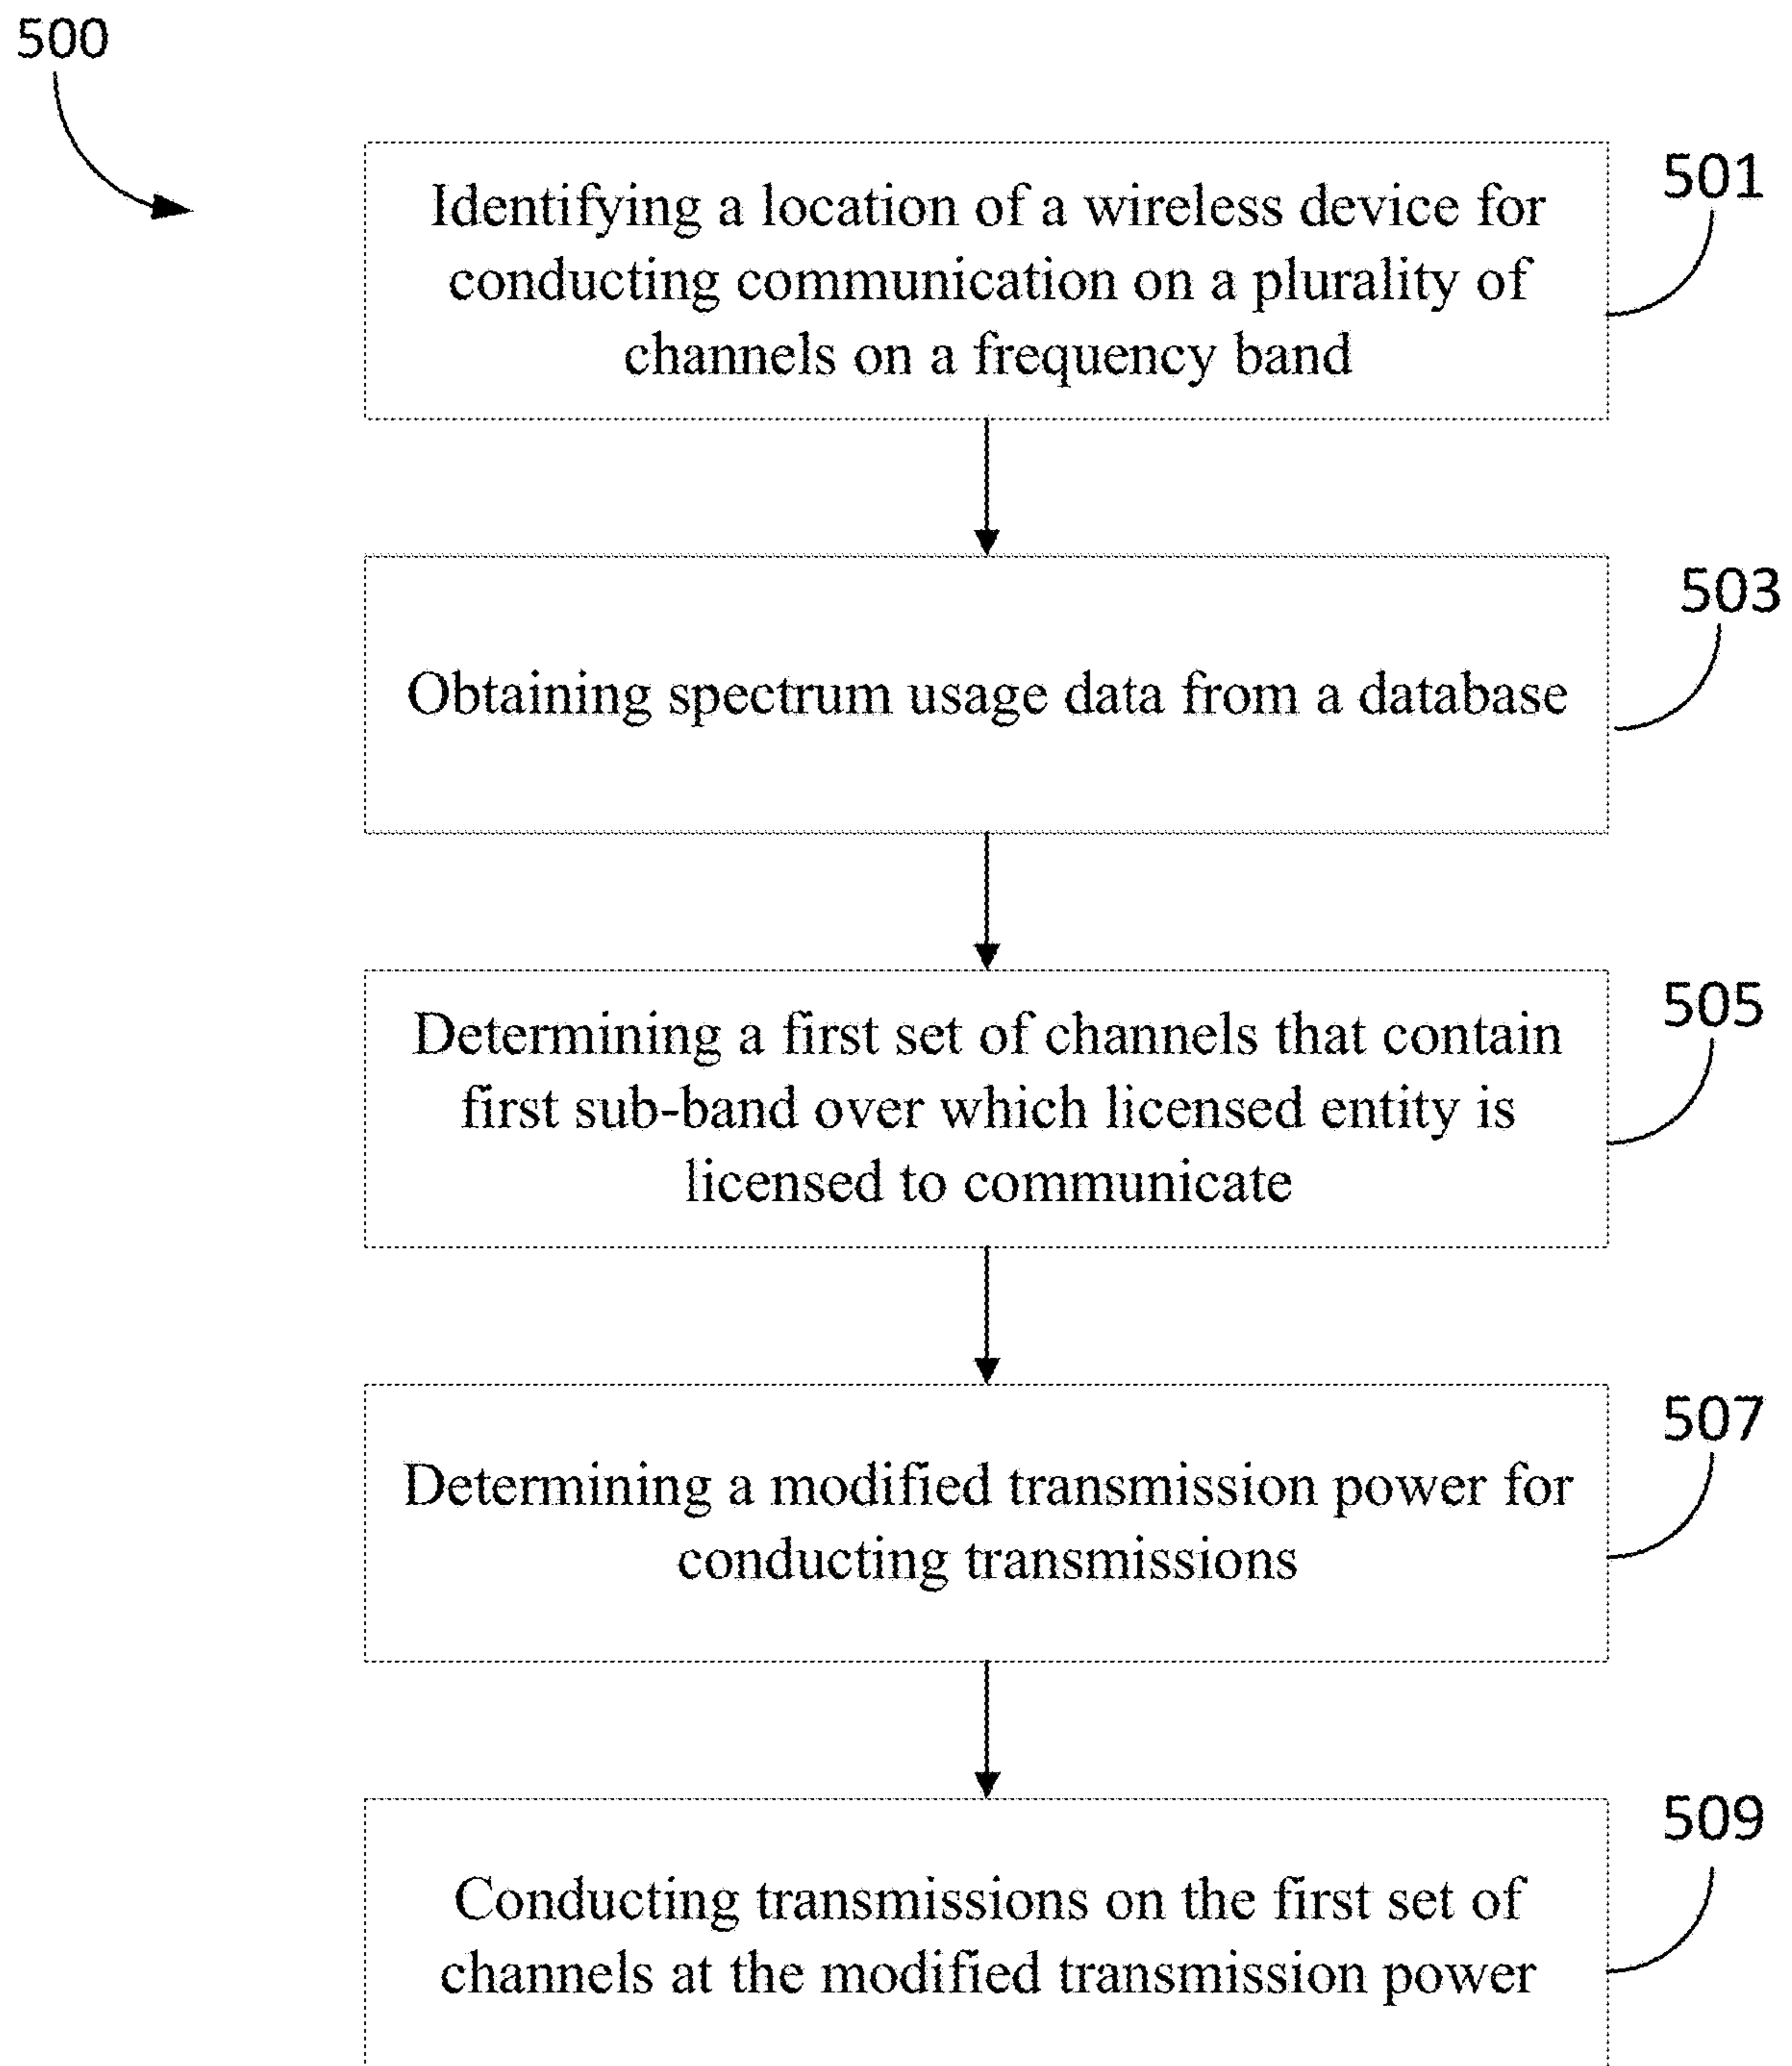 500
501
Identifying a location of a wireless device for
conducting communication on a plurality of
channels on a frequency band
503
Obtaining spectrum usage data from a database
505
Determining a first set of channels that contain
first sub-band over which licensed entity is
licensed to communicate
507
Determining a modified transmission power for
conducting transmissions
509
Conducting transmissions on the first set of
channels at the modified transmission power